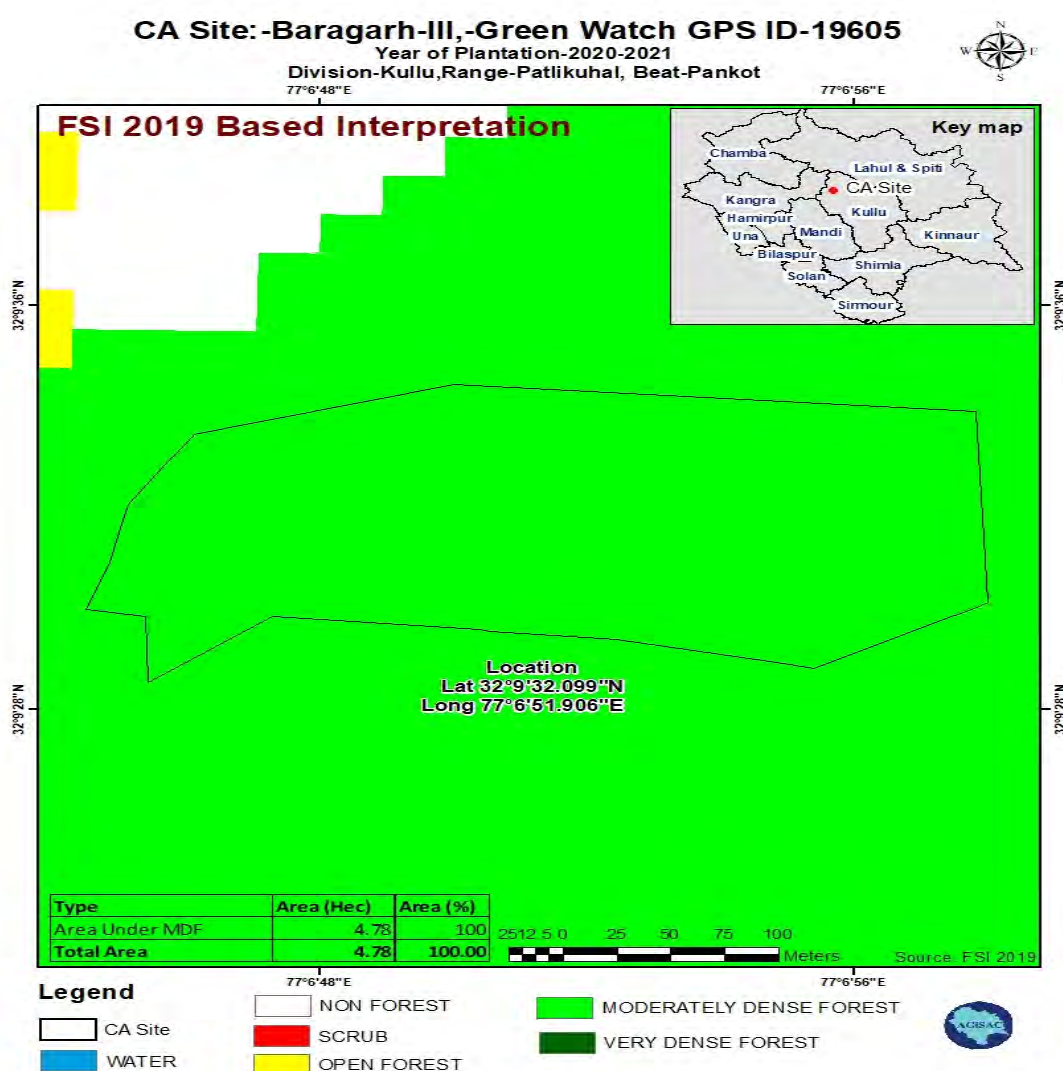 CA Site:-Baragarh-III,-Green Watch GPS ID-19605
Year of Plantation-2020-2021
Division-Kullu,Range-Patlikuhal, Beat-Pankot
N
W E
S
77°6'48"E 77°6'56"E
FSI 2019 Based Interpretation
Key map
Chamba
Lahul & Spiti
CA Site
Kangra
Kullu
Hamirpur
Una
Mandi
Kinnaur
Bilaspur
Shimla
Solan
Sirmour
32°9'36"N 32°9'36"N
Location
Lat 32°9'32.099"N
Long 77°6'51.906"E
32°9'28"N 32°9'28"N
Type Area (Hec) Area (%)
Area Under MDF 4.78 100
Total Area 4.78 100.00
2512.5 0 25 50 75 100
Meters
Source: FSI 2019
77°6'48"E 77°6'56"E
Legend
CA Site
WATER
NON FOREST
SCRUB
OPEN FOREST
MODERATELY DENSE FOREST
VERY DENSE FOREST
AGiSAC